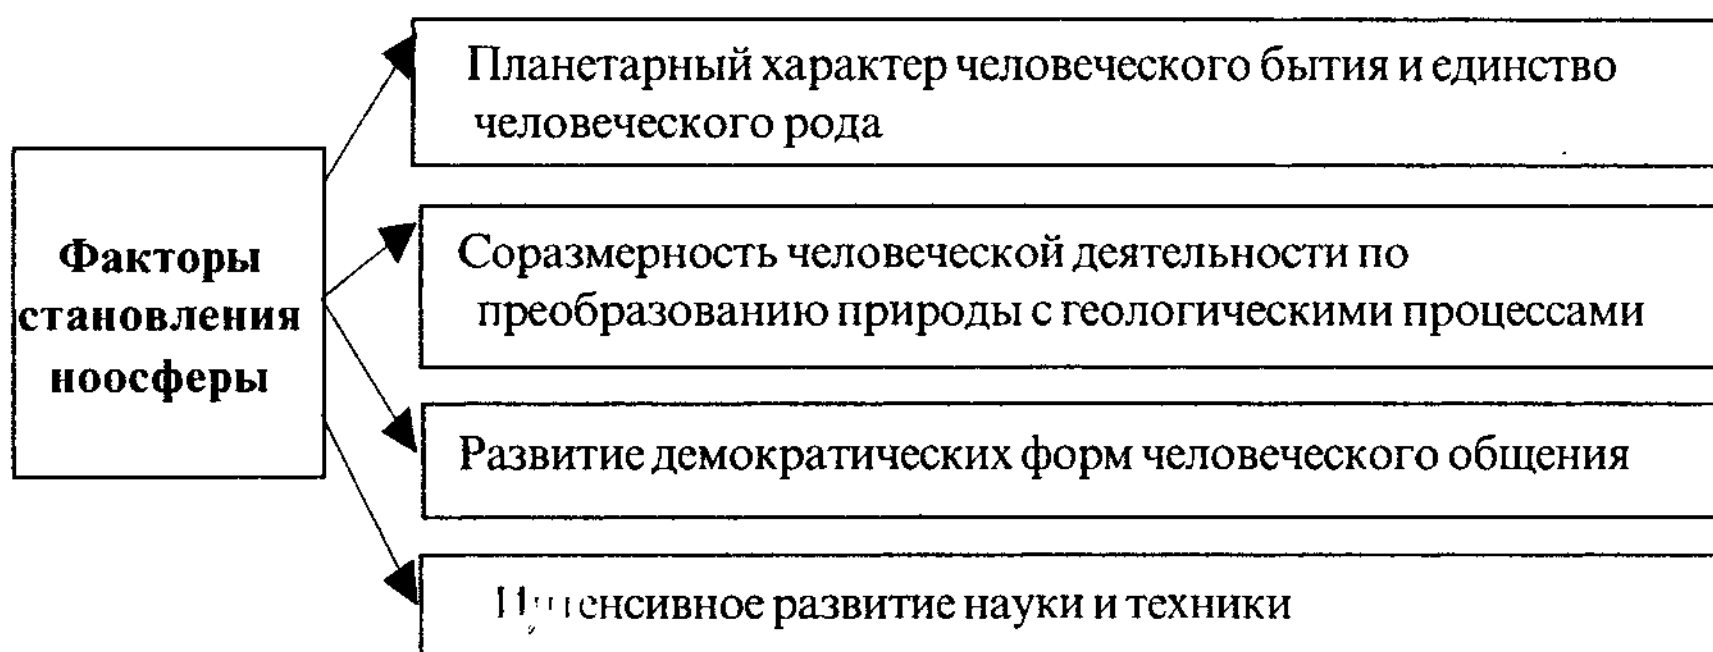 Факторы
становления
ноосферы
Планетарный характер человеческого бытия и единство
человеческого рода
Соразмерность человеческой деятельности по
преобразованию природы с геологическими процессами
Развитие демократических форм человеческого общения
Интенсивное развитие науки и техники